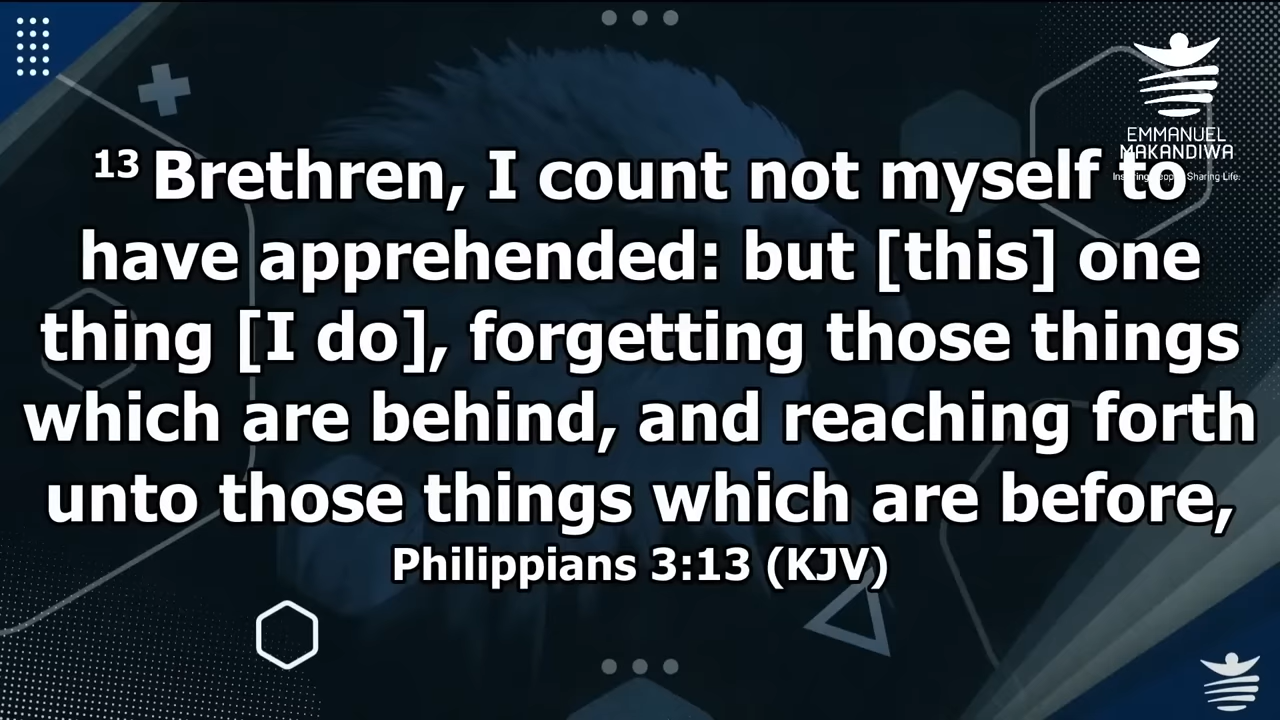 EMMANUEL
MAKANDIWA
13 Brethren, I count not myself to
have apprehended: but [this] one
thing [I do], forgetting those things
which are behind, and reaching forth
unto those things which are before,
Philippians 3:13 (KJV)